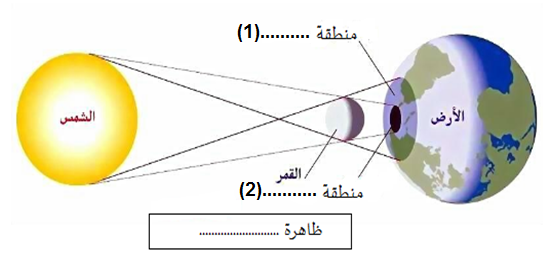 منطقة ..........(1)
الشمس
الأرض
القمر
منطقة ...........(2)
ظاهرة ..........................